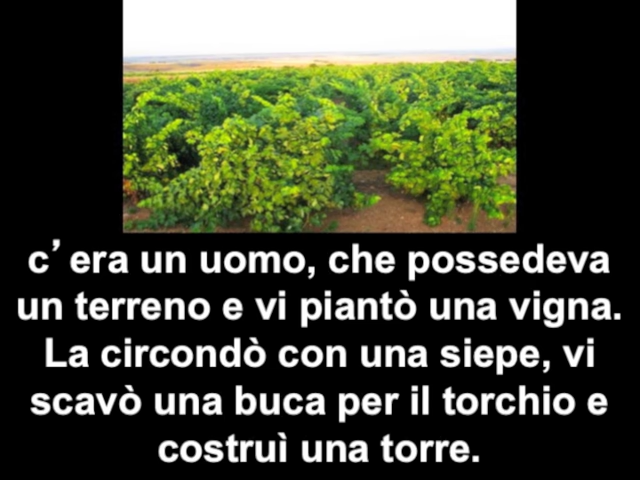 c’era un uomo, che possedeva
un terreno e vi piantò una vigna.
La circondò con una siepe, vi
scavò una buca per il torchio e
costruì una torre.